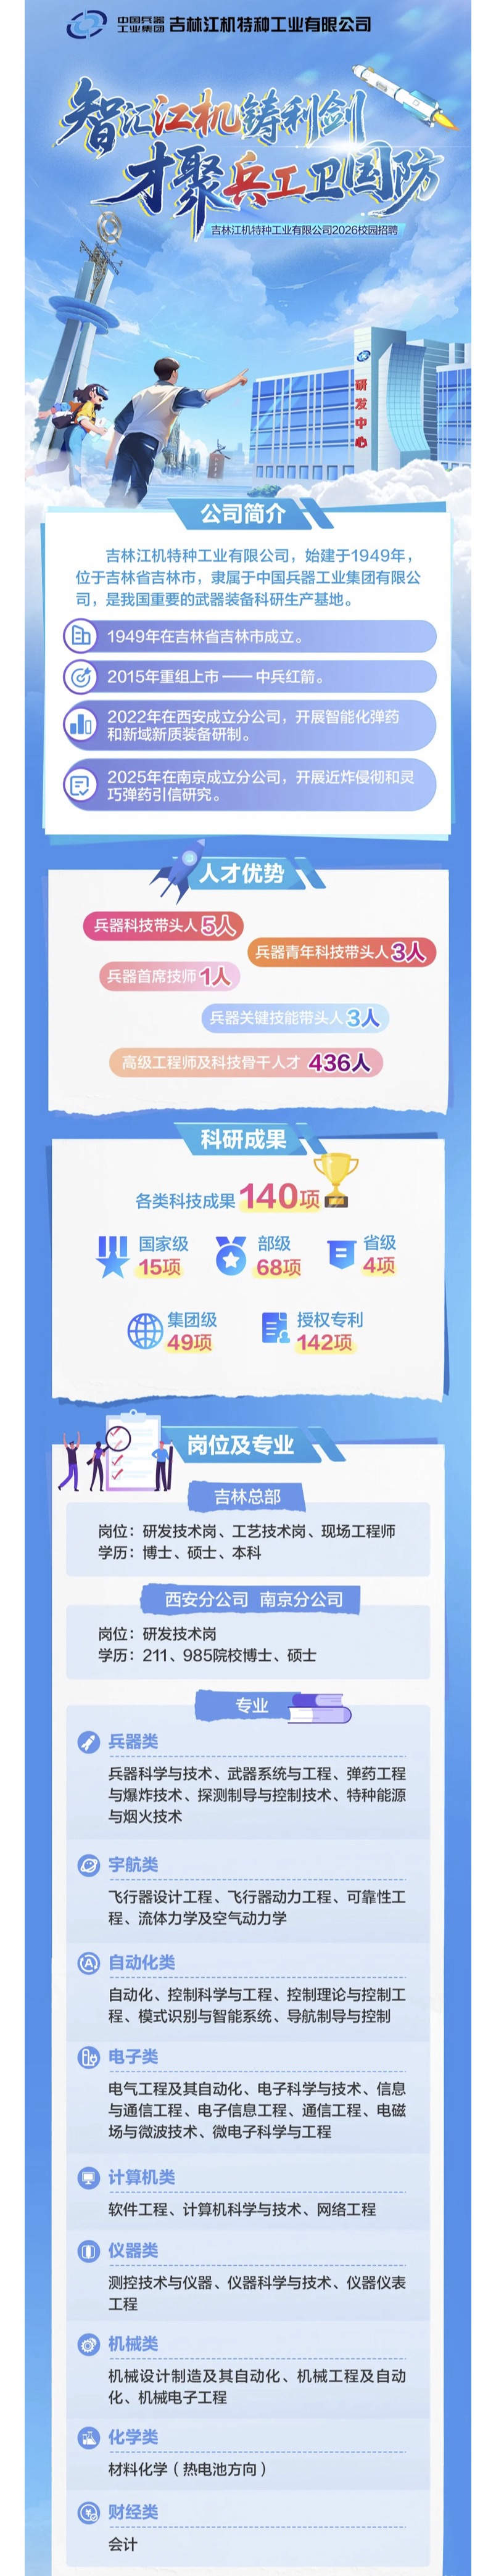 中国兵器
工业集团 吉林江机特种工业有限公司
智汇江机铸利剑
才聚兵工卫国防
吉林江机特种工业有限公司2026校园招聘
研发中心
公司简介
吉林江机特种工业有限公司，始建于1949年，
位于吉林省吉林市，隶属于中国兵器工业集团有限公
司，是我国重要的武器装备科研生产基地。
1949年在吉林省吉林市成立。
2015年重组上市——中兵红箭。
2022年在西安成立分公司，开展智能化弹药
和新域新质装备研制。
2025年在南京成立分公司，开展近炸侵彻和灵
巧弹药引信研究。
人才优势
兵器科技带头人5人
兵器青年科技带头人3人
兵器首席技师1人
兵器关键技能带头人3人
高级工程师及科技骨干人才 436人
科研成果
各类科技成果140项
国家级
15项
部级
68项
省级
4项
集团级
49项
授权专利
142项
岗位及专业
吉林总部
岗位：研发技术岗、工艺技术岗、现场工程师
学历：博士、硕士、本科
西安分公司 南京分公司
岗位：研发技术岗
学历：211、985院校博士、硕士
专业
兵器类
兵器科学与技术、武器系统与工程、弹药工程
与爆炸技术、探测制导与控制技术、特种能源
与烟火技术
宇航类
飞行器设计工程、飞行器动力工程、可靠性工
程、流体力学及空气动力学
自动化类
自动化、控制科学与工程、控制理论与控制工
程、模式识别与智能系统、导航制导与控制
电子类
电气工程及其自动化、电子科学与技术、信息
与通信工程、电子信息工程、通信工程、电磁
场与微波技术、微电子科学与工程
计算机类
软件工程、计算机科学与技术、网络工程
仪器类
测控技术与仪器、仪器科学与技术、仪器仪表
工程
机械类
机械设计制造及其自动化、机械工程及自动
化、机械电子工程
化学类
材料化学（热电池方向）
财经类
会计